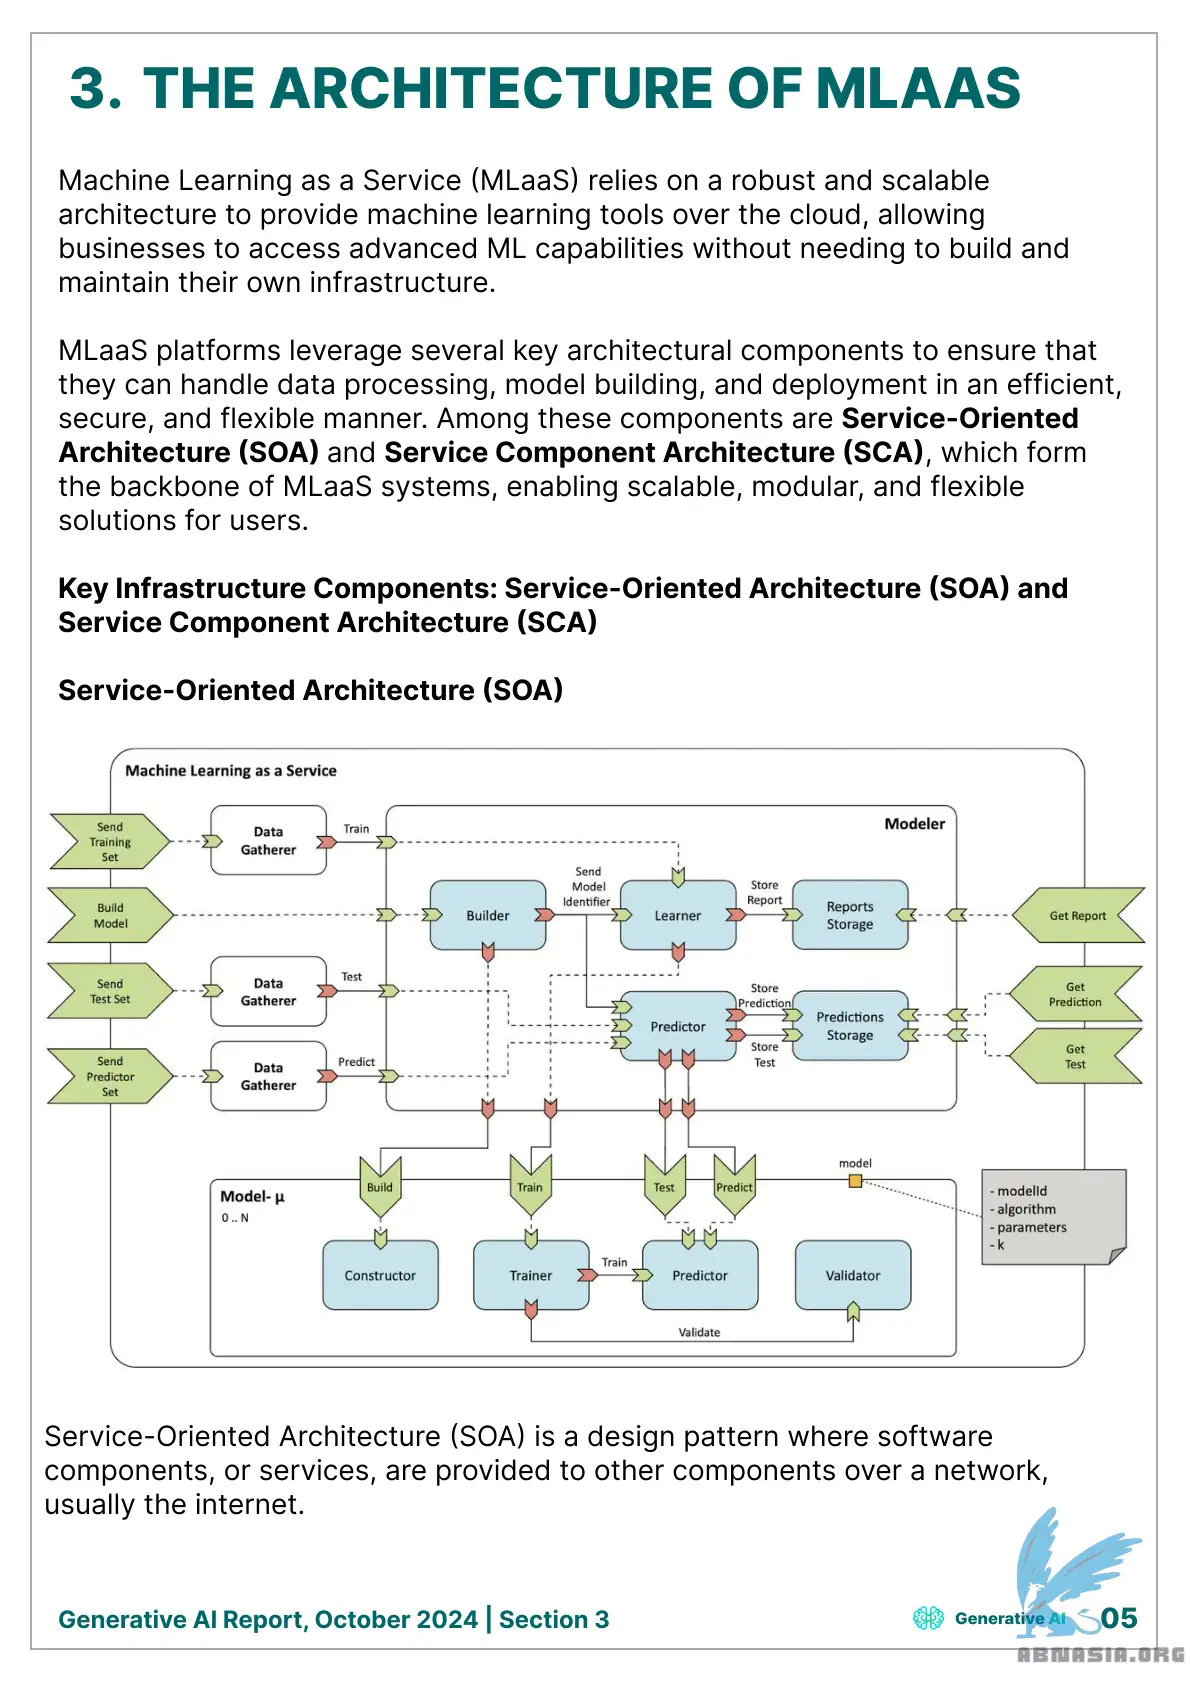 3. THE ARCHITECTURE OF MLAAS
Machine Learning as a Service (MLaaS) relies on a robust and scalable
architecture to provide machine learning tools over the cloud, allowing
businesses to access advanced ML capabilities without needing to build and
maintain their own infrastructure.
MLaaS platforms leverage several key architectural components to ensure that
they can handle data processing, model building, and deployment in an efficient,
secure, and flexible manner. Among these components are Service-Oriented
Architecture (SOA) and Service Component Architecture (SCA), which form
the backbone of MLaaS systems, enabling scalable, modular, and flexible
solutions for users.
Key Infrastructure Components: Service-Oriented Architecture (SOA) and
Service Component Architecture (SCA)
Service-Oriented Architecture (SOA)
Machine Learning as a Service
Send
Training
Set
Data
Gatherer
Train
Modeler
Build
Model
Builder
Send
Model
Identifier
Learner
Store
Report
Reports
Storage
Get Report
Send
Test Set
Data
Gatherer
Test
Predictor
Store
Prediction
Store
Test
Predictions
Storage
Get
Prediction
Get
Test
Send
Predictor
Set
Data
Gatherer
Predict
Model- μ
0 .. N
Build
Train
Test
Predict
model
- modelId
- algorithm
- parameters
- k
Constructor
Trainer
Train
Predictor
Validator
Validate
Service-Oriented Architecture (SOA) is a design pattern where software
components, or services, are provided to other components over a network,
usually the internet.
Generative AI Report, October 2024 | Section 3
Generative AI
05
ABNASIA.ORG